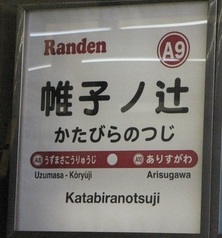 Randen A9
帷子ノ辻
かたびらのつじ
A8 うずまさこうりゅうじ A10 ありすがわ
Uzumasa-Kōryūji Arisugawa
Katabiranotsuji